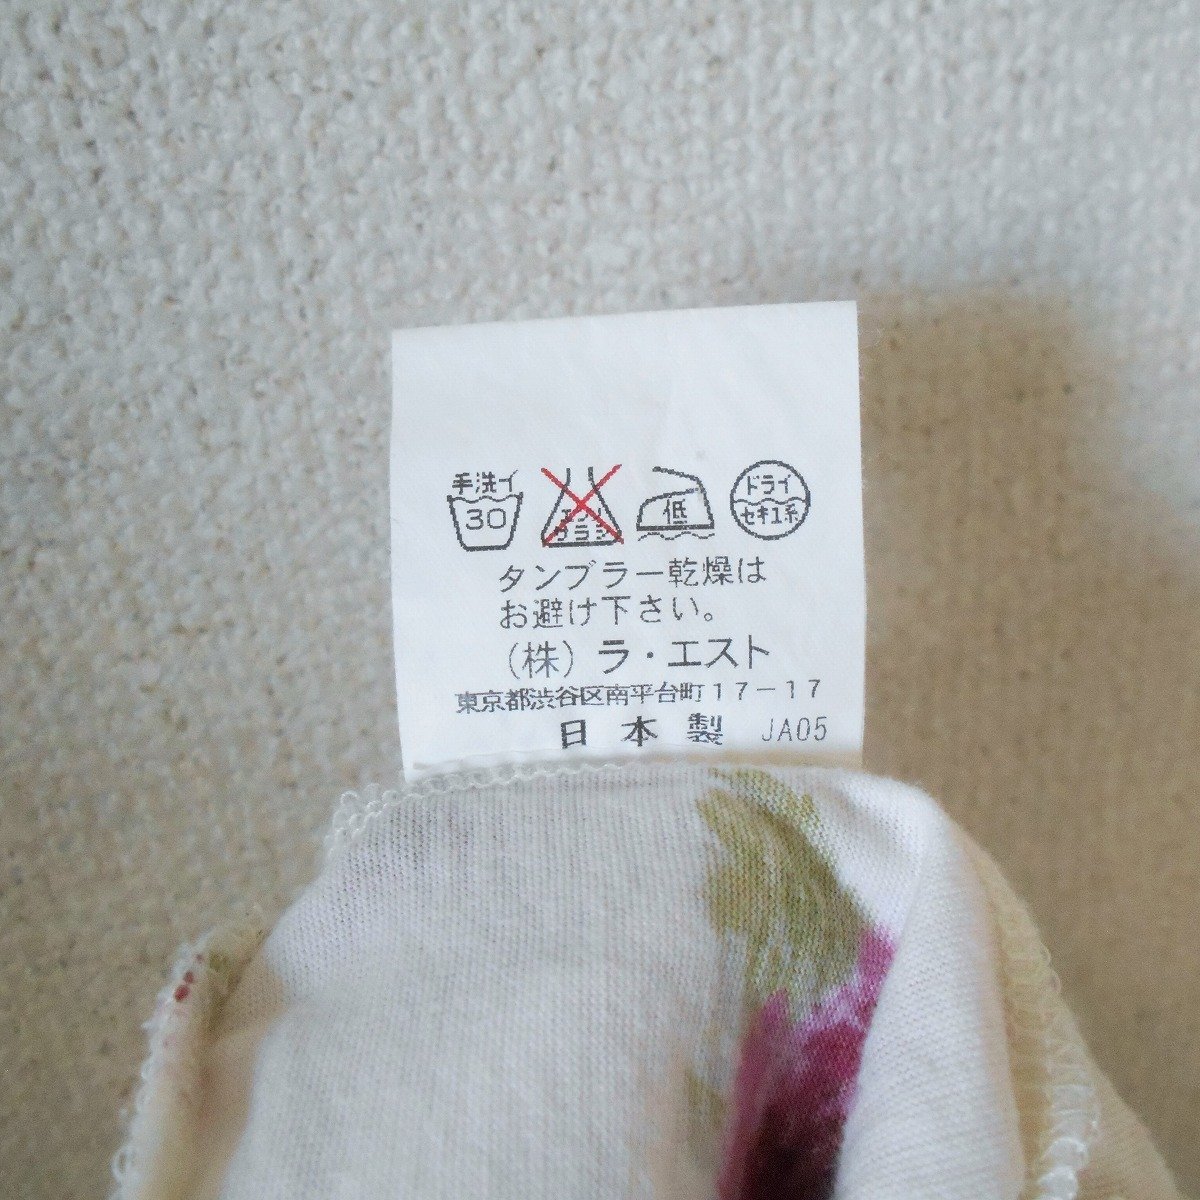 手洗イ
30
エンソ
サラシ
低
ドライ
セキユ系
タンブラー乾燥は
お避け下さい。
(株)ラ・エスト
東京都渋谷区南平台町17-17
日本製 JA05